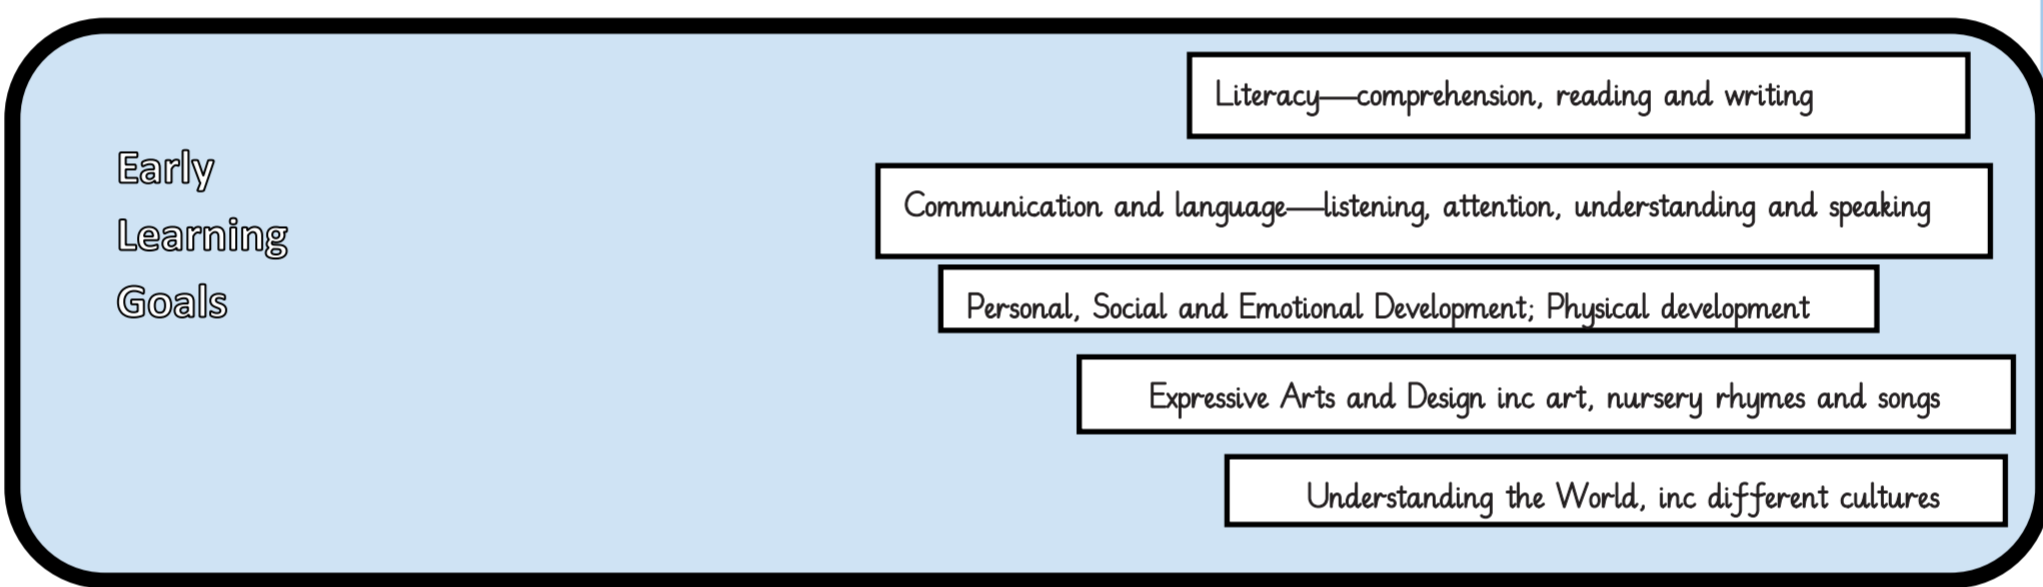 Early
Learning
Goals
Literacy—comprehension, reading and writing
Communication and language—listening, attention, understanding and speaking
Personal, Social and Emotional Development; Physical development
Expressive Arts and Design inc art, nursery rhymes and songs
Understanding the World, inc different cultures